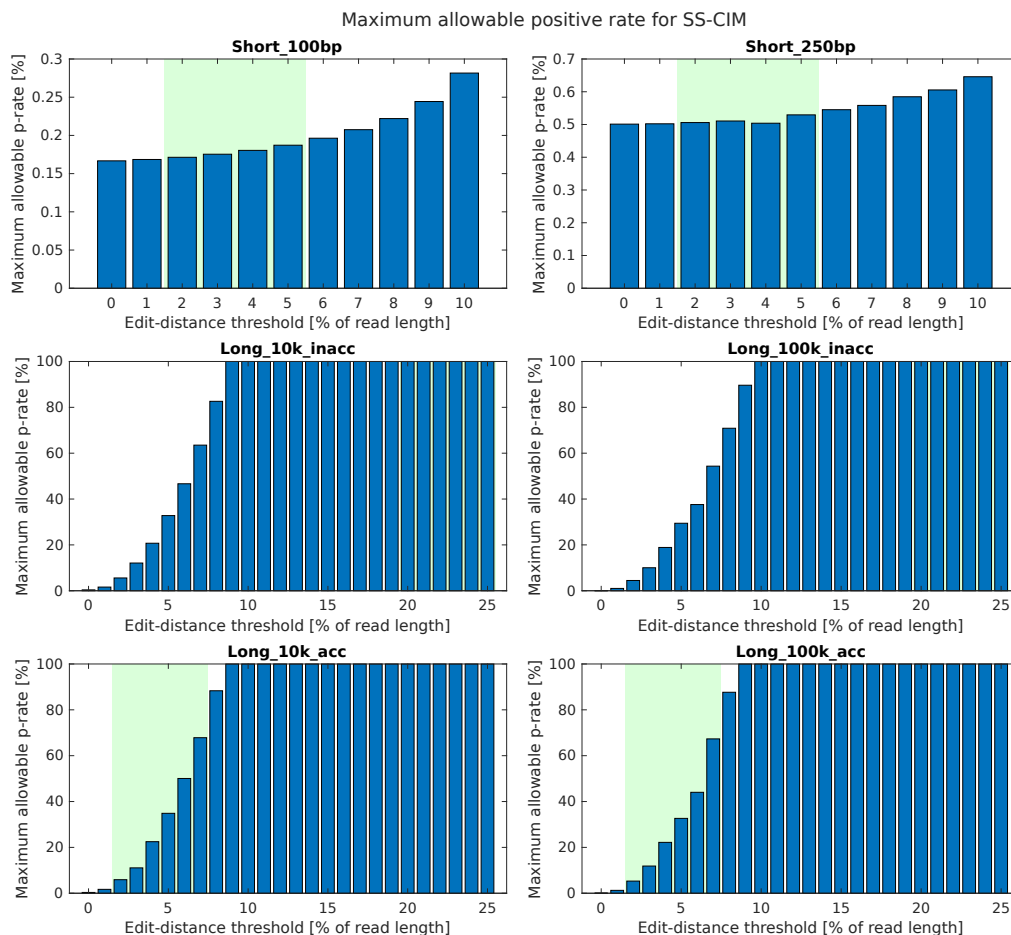 Maximum allowable positive rate for SS-CIM
Short_100bp
Maximum allowable p-rate [%]
0.3
0.25
0.2
0.15
0.1
0.05
0
0 1 2 3 4 5 6 7 8 9 10
Edit-distance threshold [% of read length]
Short_250bp
Maximum allowable p-rate [%]
0.7
0.6
0.5
0.4
0.3
0.2
0.1
0
0 1 2 3 4 5 6 7 8 9 10
Edit-distance threshold [% of read length]
Long_10k_inacc
Maximum allowable p-rate [%]
100
80
60
40
20
0
0 5 10 15 20 25
Edit-distance threshold [% of read length]
Long_100k_inacc
Maximum allowable p-rate [%]
100
80
60
40
20
0
0 5 10 15 20 25
Edit-distance threshold [% of read length]
Long_10k_acc
Maximum allowable p-rate [%]
100
80
60
40
20
0
0 5 10 15 20 25
Edit-distance threshold [% of read length]
Long_100k_acc
Maximum allowable p-rate [%]
100
80
60
40
20
0
0 5 10 15 20 25
Edit-distance threshold [% of read length]